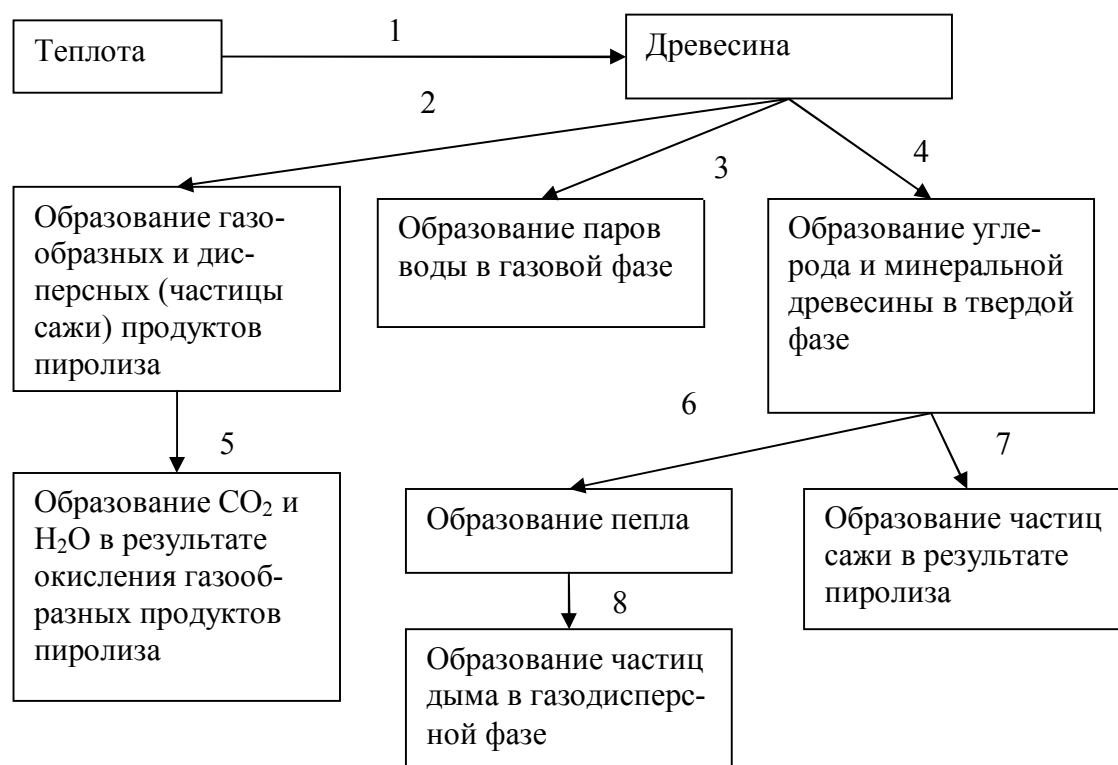 1
Теплота
Древесина
2
3
4
Образование газо-
образных и дис-
персных (частицы
сажи) продуктов
пиролиза
Образование паров
воды в газовой фазе
Образование угле-
рода и минеральной
древесины в твердой
фазе
5
6
7
Образование CO₂ и
H₂O в результате
окисления газооб-
разных продуктов
пиролиза
Образование пепла
Образование частиц
сажи в результате
пиролиза
8
Образование частиц
дыма в газодисперс-
ной фазе